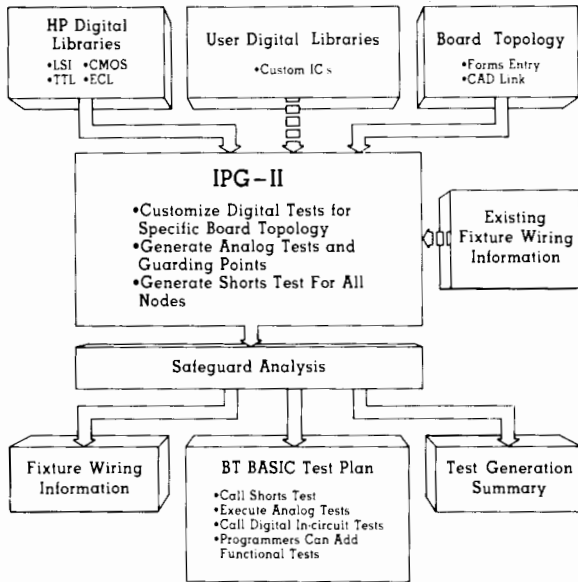 HP Digital
Libraries
•LSI •CMOS
•TTL •ECL
User Digital Libraries
•Custom ICs
Board Topology
•Forms Entry
•CAD Link
IPG-II
•Customize Digital Tests for
Specific Board Topology
•Generate Analog Tests and
Guarding Points
•Generate Shorts Test For All
Nodes
Existing
Fixture Wiring
Information
Safeguard Analysis
Fixture Wiring
Information
BT BASIC Test Plan
•Call Shorts Test
•Execute Analog Tests
•Call Digital In-circuit Tests
•Programmers Can Add
Functional Tests
Test Generation
Summary